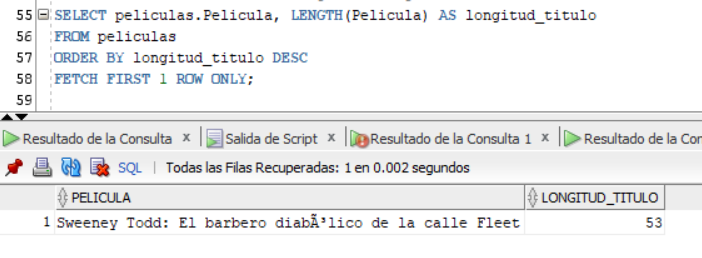 55 SELECT peliculas.Pelicula, LENGTH(Pelicula) AS longitud_titulo
56 FROM peliculas
57 ORDER BY longitud_titulo DESC
58 FETCH FIRST 1 ROW ONLY;
59
Resultado de la Consulta x Salida de Script x Resultado de la Consulta 1 x Resultado de la Con
SQL | Todas las Filas Recuperadas: 1 en 0.002 segundos
PELICULA LONGITUD_TITULO
1 Sweeney Todd: El barbero diabÃ³lico de la calle Fleet 53